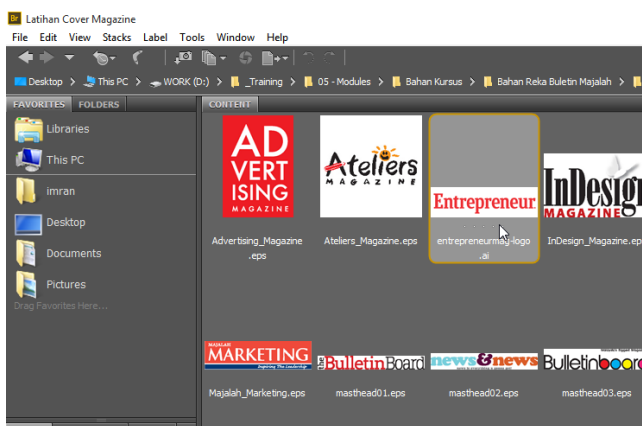 Br Latihan Cover Magazine
File Edit View Stacks Label Tools Window Help
Desktop > This PC > WORK (D:) > _Training > 05 - Modules > Bahan Kursus > Bahan Reka Buletin Majalah >
FAVORITES FOLDERS
CONTENT
Libraries
This PC
imran
Desktop
Documents
Pictures
Drag Favorites Here...
AD
VERT
ISING
MAGAZINE
Ateliers
MAGAZINE
Entrepreneur
InDesign
MAGAZINE
Advertising_Magazine
.eps
Ateliers_Magazine.eps
entrepreneurmag-logo
.ai
InDesign_Magazine.ep
MAJALAH
MARKETING
Inspiring The Leadership
The BulletinBoard
news&news
Bulletinboard
Majalah_Marketing.eps
masthead01.eps
masthead02.eps
masthead03.eps